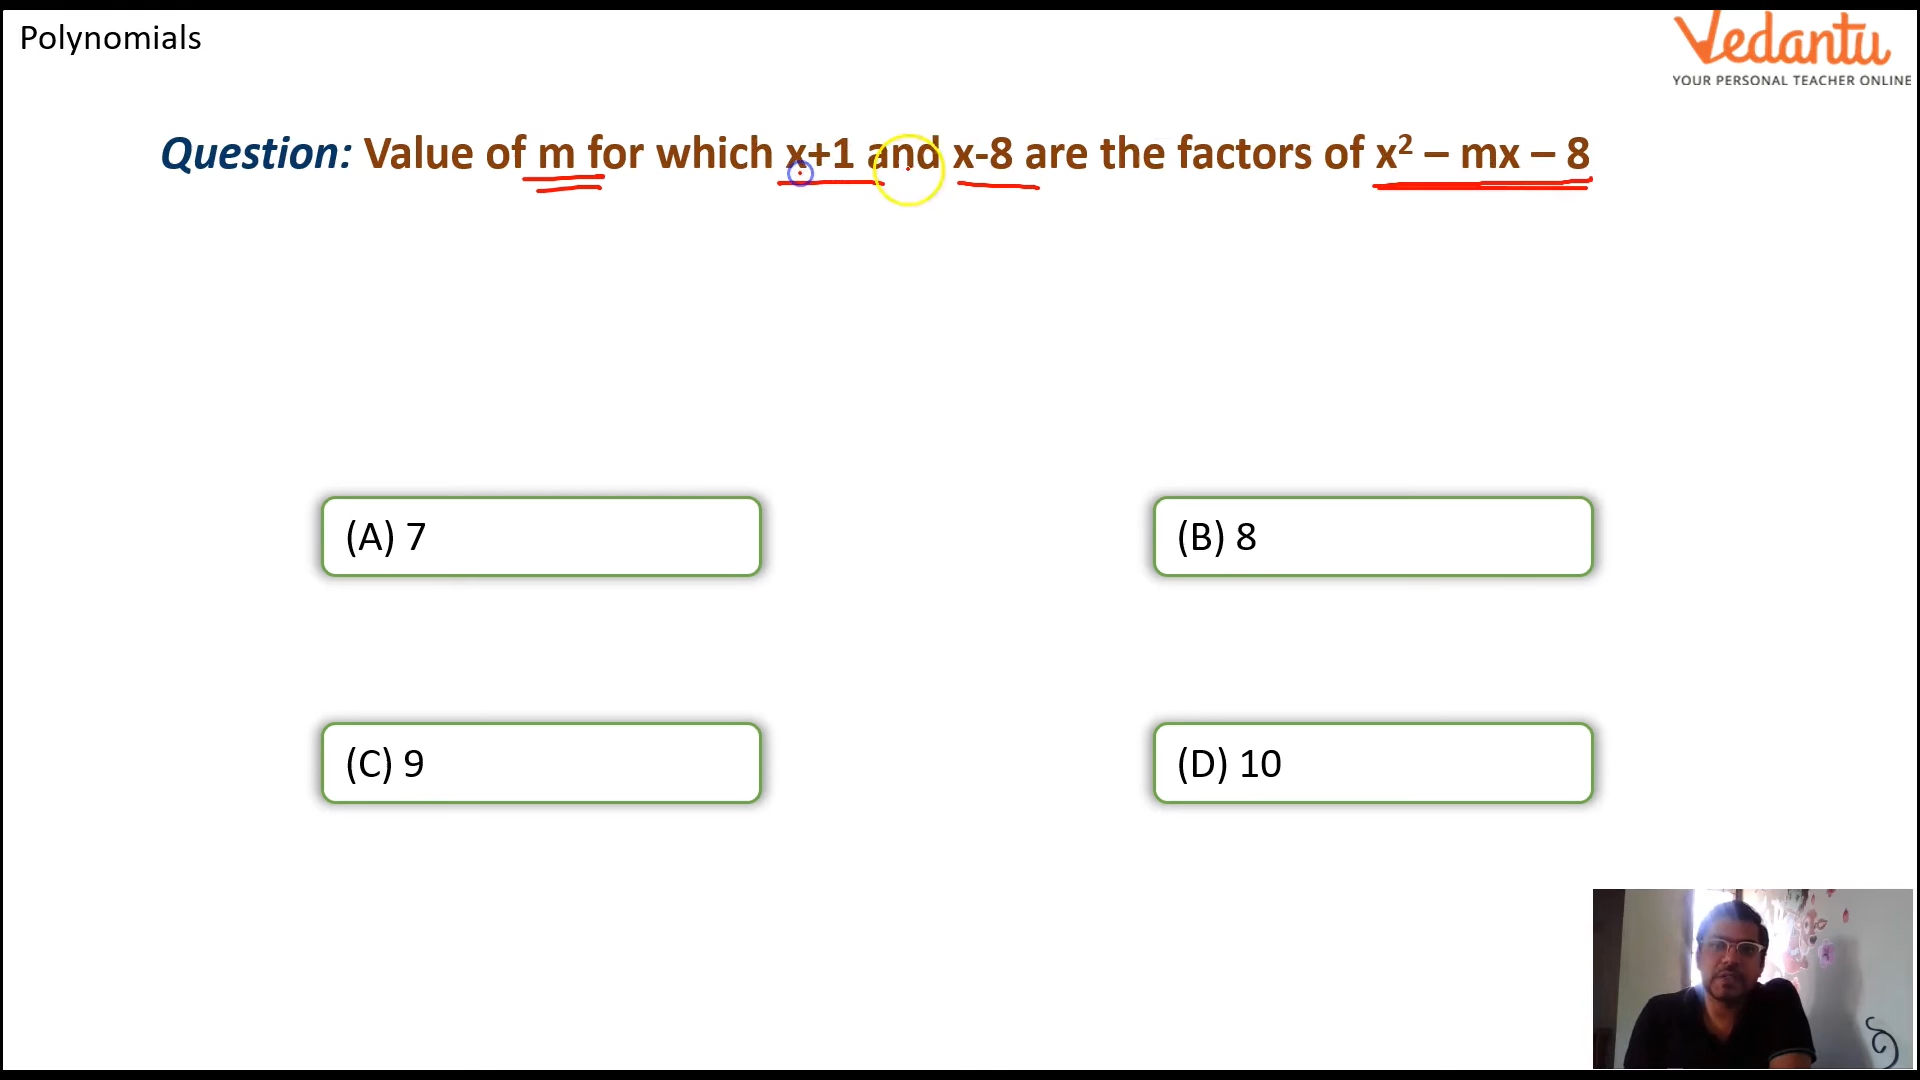 Polynomials
Vedantu
YOUR PERSONAL TEACHER ONLINE
Question: Value of m for which x+1 and x-8 are the factors of x² – mx – 8
(A) 7
(B) 8
(C) 9
(D) 10